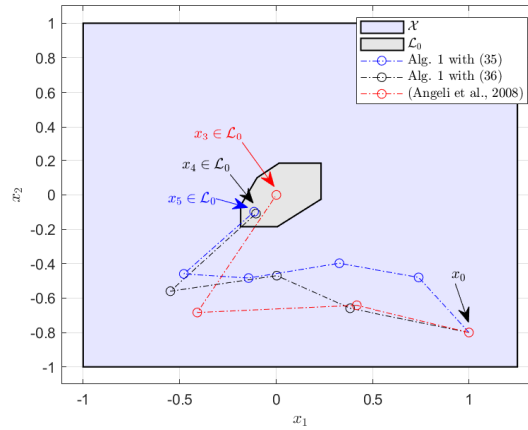 1
0.8
0.6
0.4
0.2
0
-0.2
-0.4
-0.6
-0.8
-1
x₂
-1
-0.5
0
0.5
1
x₁
𝒳
ℒ₀
Alg. 1 with (35)
Alg. 1 with (36)
(Angeli et al., 2008)
x₃ ∈ ℒ₀
x₄ ∈ ℒ₀
x₅ ∈ ℒ₀
x₀